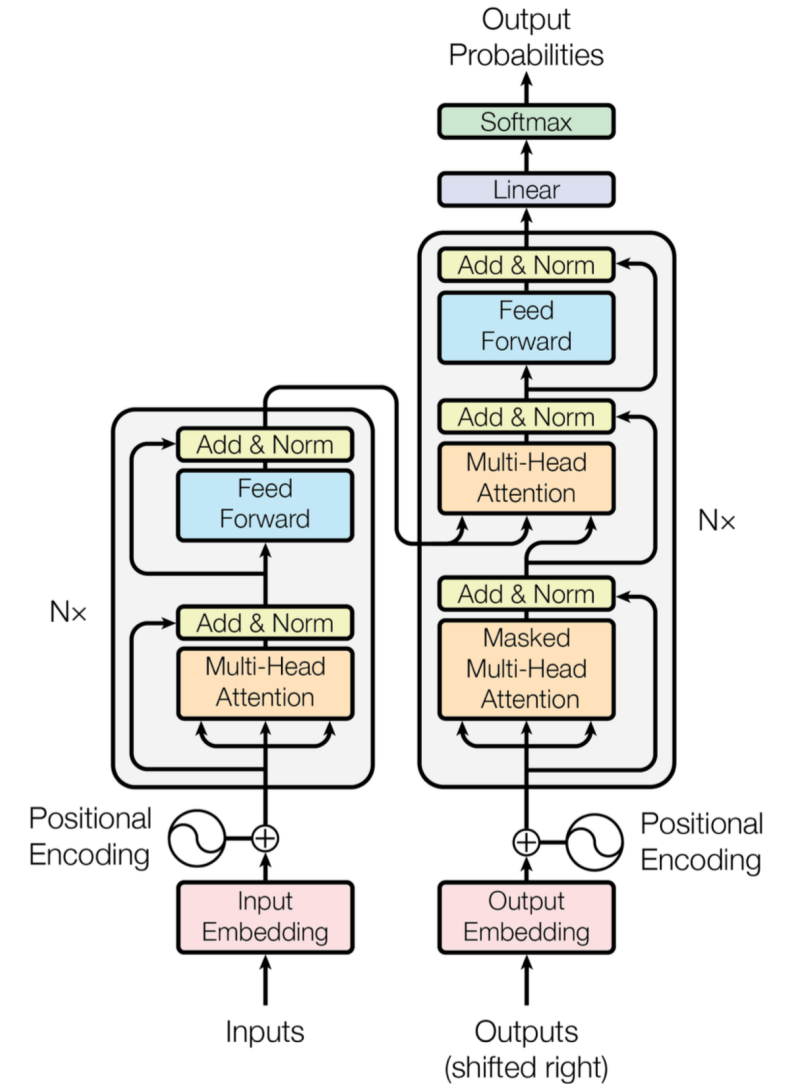 Output
Probabilities
Softmax
Linear
Add & Norm
Feed
Forward
Add & Norm
Multi-Head
Attention
Nx
Add & Norm
Masked
Multi-Head
Attention
Add & Norm
Feed
Forward
Nx
Add & Norm
Multi-Head
Attention
Positional
Encoding
Positional
Encoding
Input
Embedding
Output
Embedding
Inputs
Outputs
(shifted right)